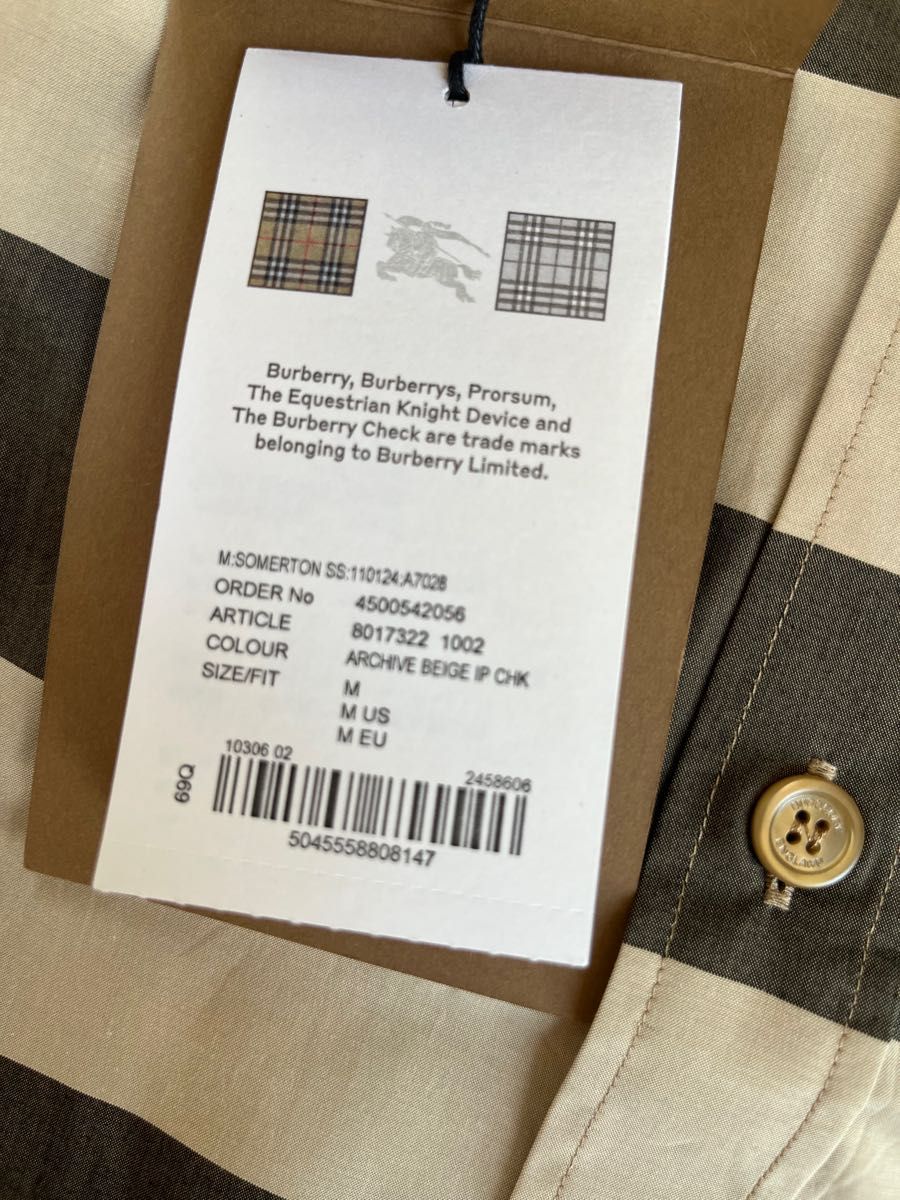 Burberry, Burberrys, Prorsum,
The Equestrian Knight Device and
The Burberry Check are trade marks
belonging to Burberry Limited.
M:SOMERTON SS:110124:A7028
ORDER No 4500542056
ARTICLE 8017322 1002
COLOUR ARCHIVE BEIGE IP CHK
SIZE/FIT M
M US
M EU
10306 02 2458606
69Q
5045558808147
BURBERRY
ENGLAND